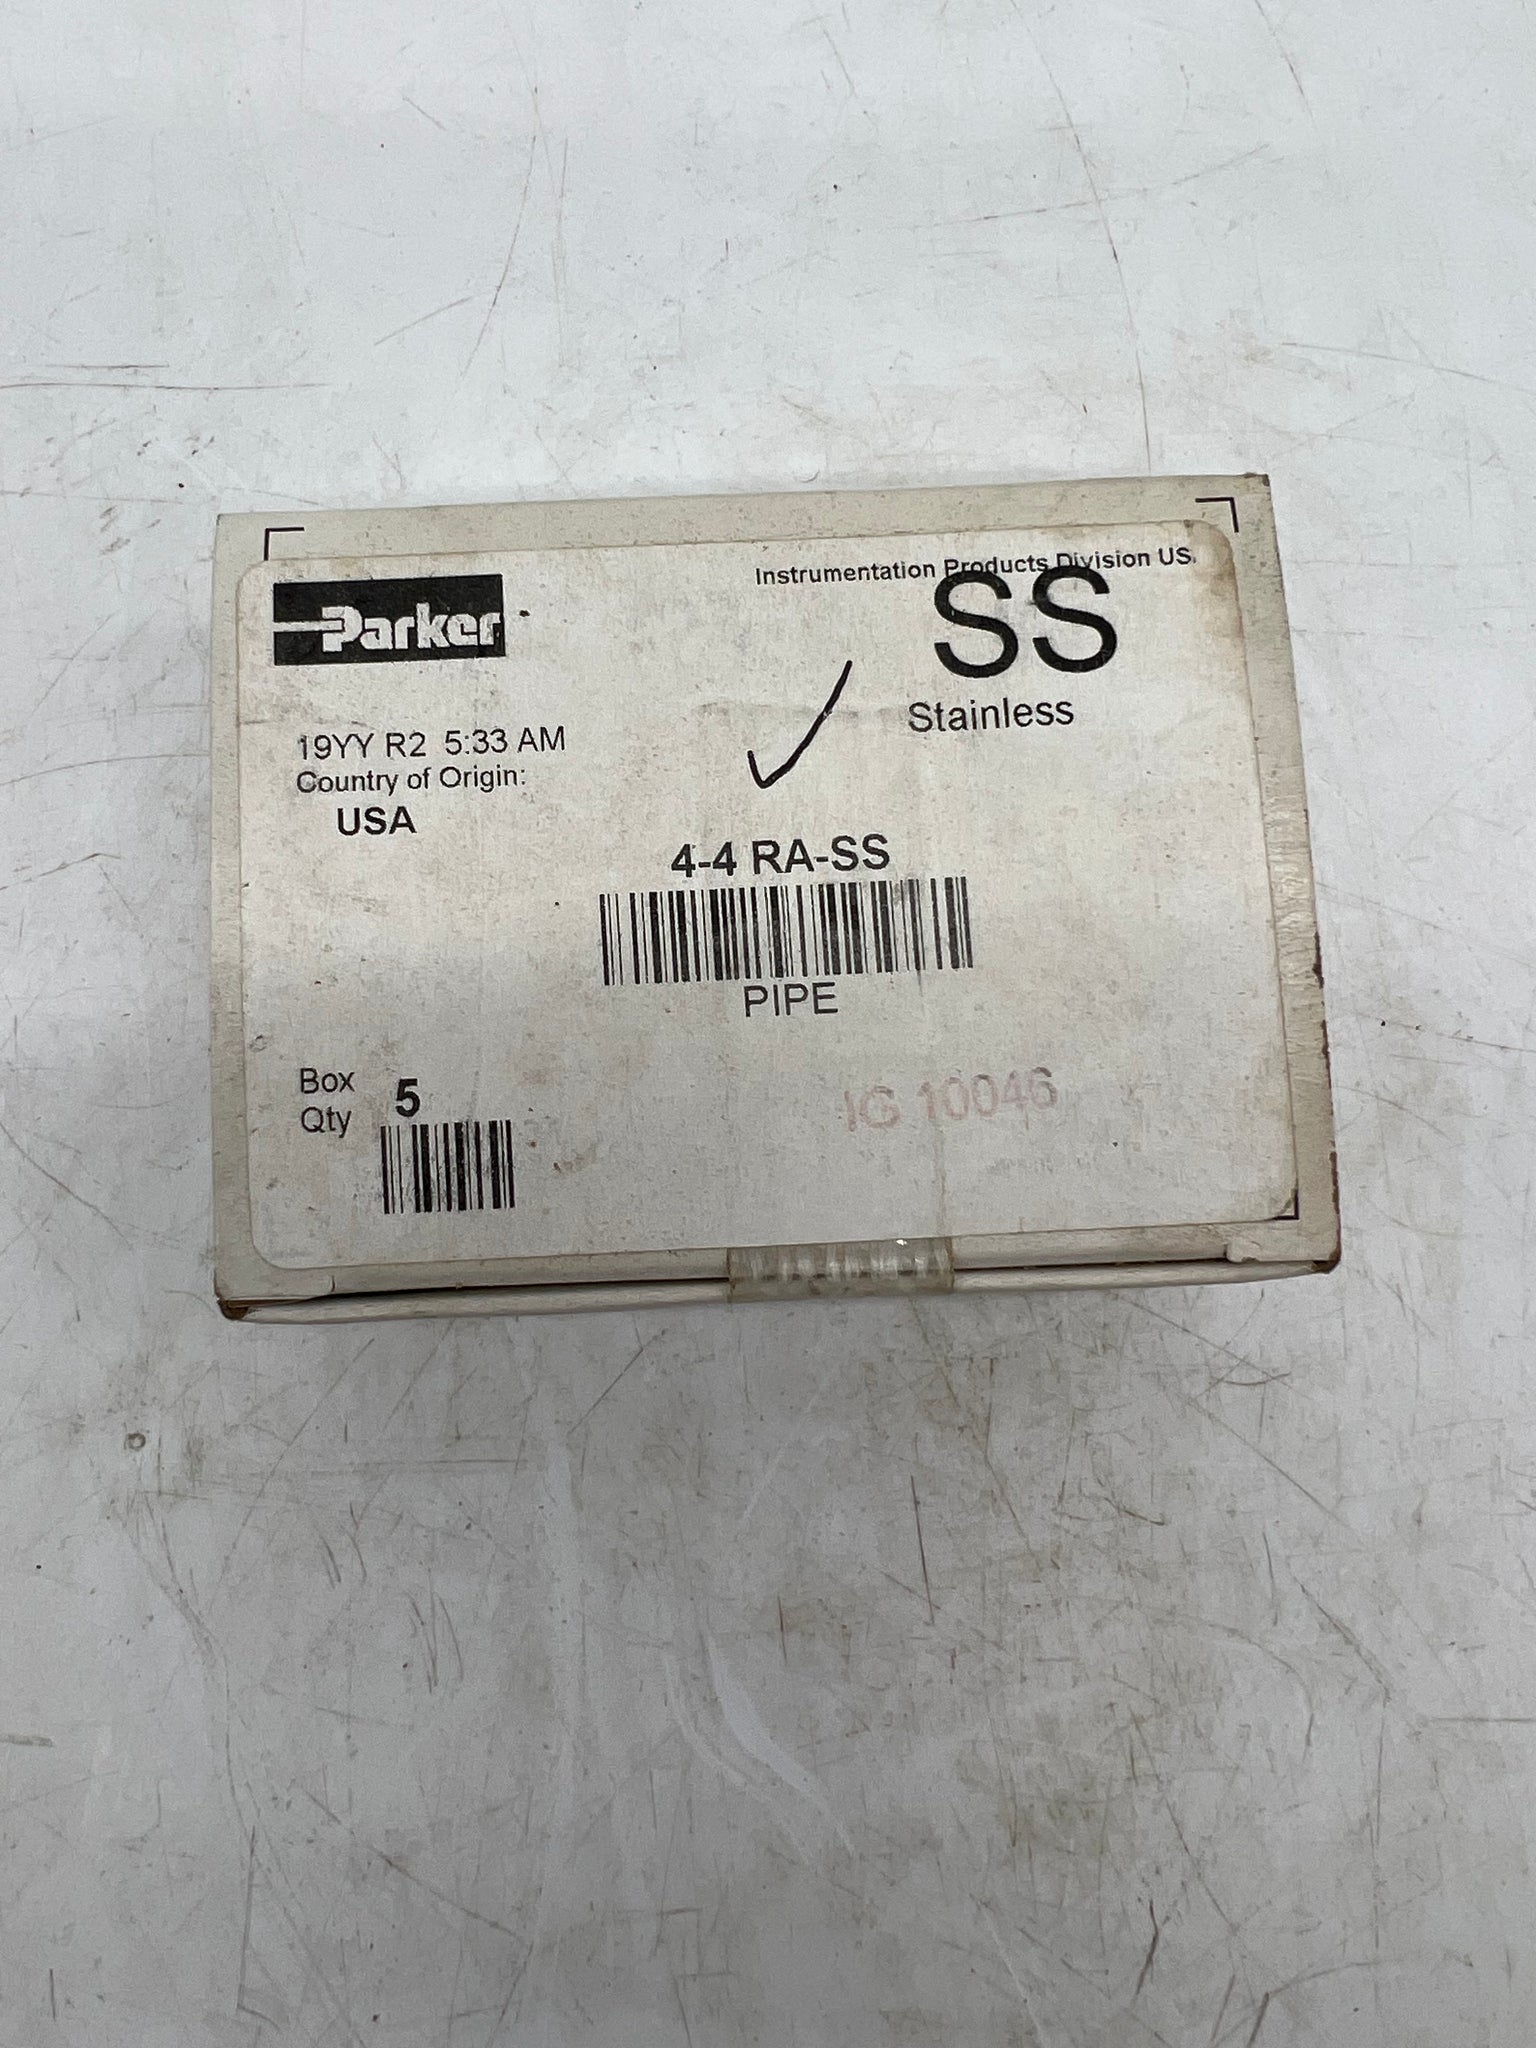 Instrumentation Products Division US.
Parker
SS
Stainless
19YY R2 5:33 AM
Country of Origin:
USA
4-4 RA-SS
PIPE
Box
Qty
5
IG 10046